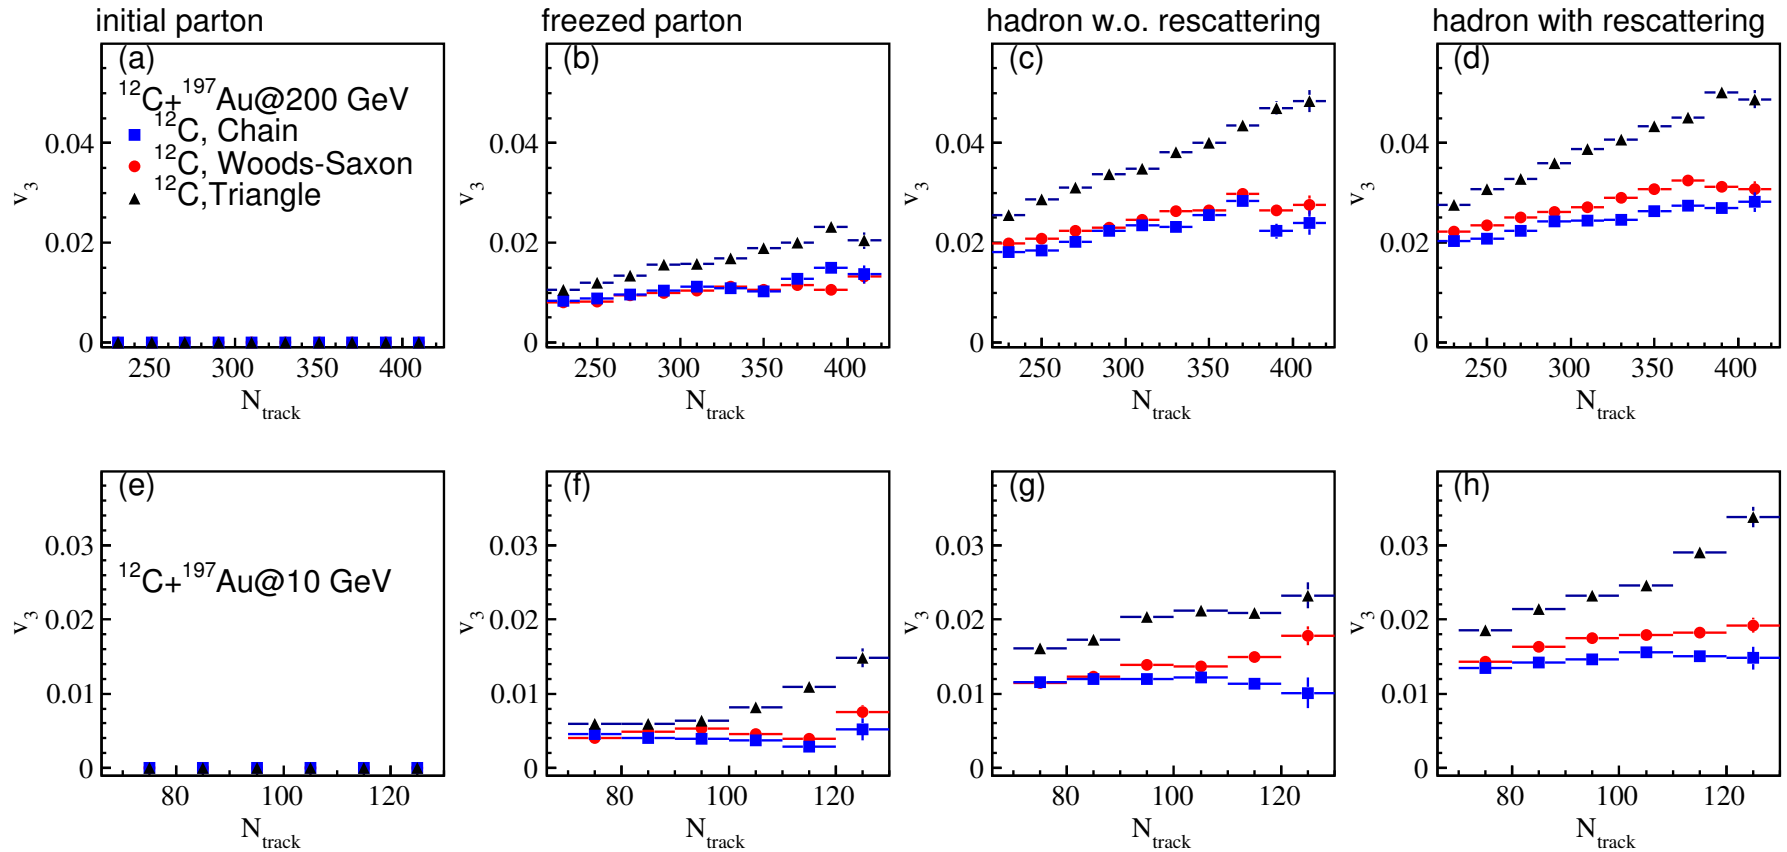 initial parton
freezed parton
hadron w.o. rescattering
hadron with rescattering
(a)
¹²C+¹⁹⁷Au@200 GeV
¹²C, Chain
¹²C, Woods-Saxon
¹²C,Triangle
0.04
0.02
0
v₃
250 300 350 400
N_track
(b)
0.04
0.02
0
v₃
250 300 350 400
N_track
(c)
0.04
0.02
0
v₃
250 300 350 400
N_track
(d)
0.04
0.02
0
v₃
250 300 350 400
N_track
(e)
¹²C+¹⁹⁷Au@10 GeV
0.03
0.02
0.01
0
v₃
80 100 120
N_track
(f)
0.03
0.02
0.01
0
v₃
80 100 120
N_track
(g)
0.03
0.02
0.01
0
v₃
80 100 120
N_track
(h)
0.03
0.02
0.01
0
v₃
80 100 120
N_track